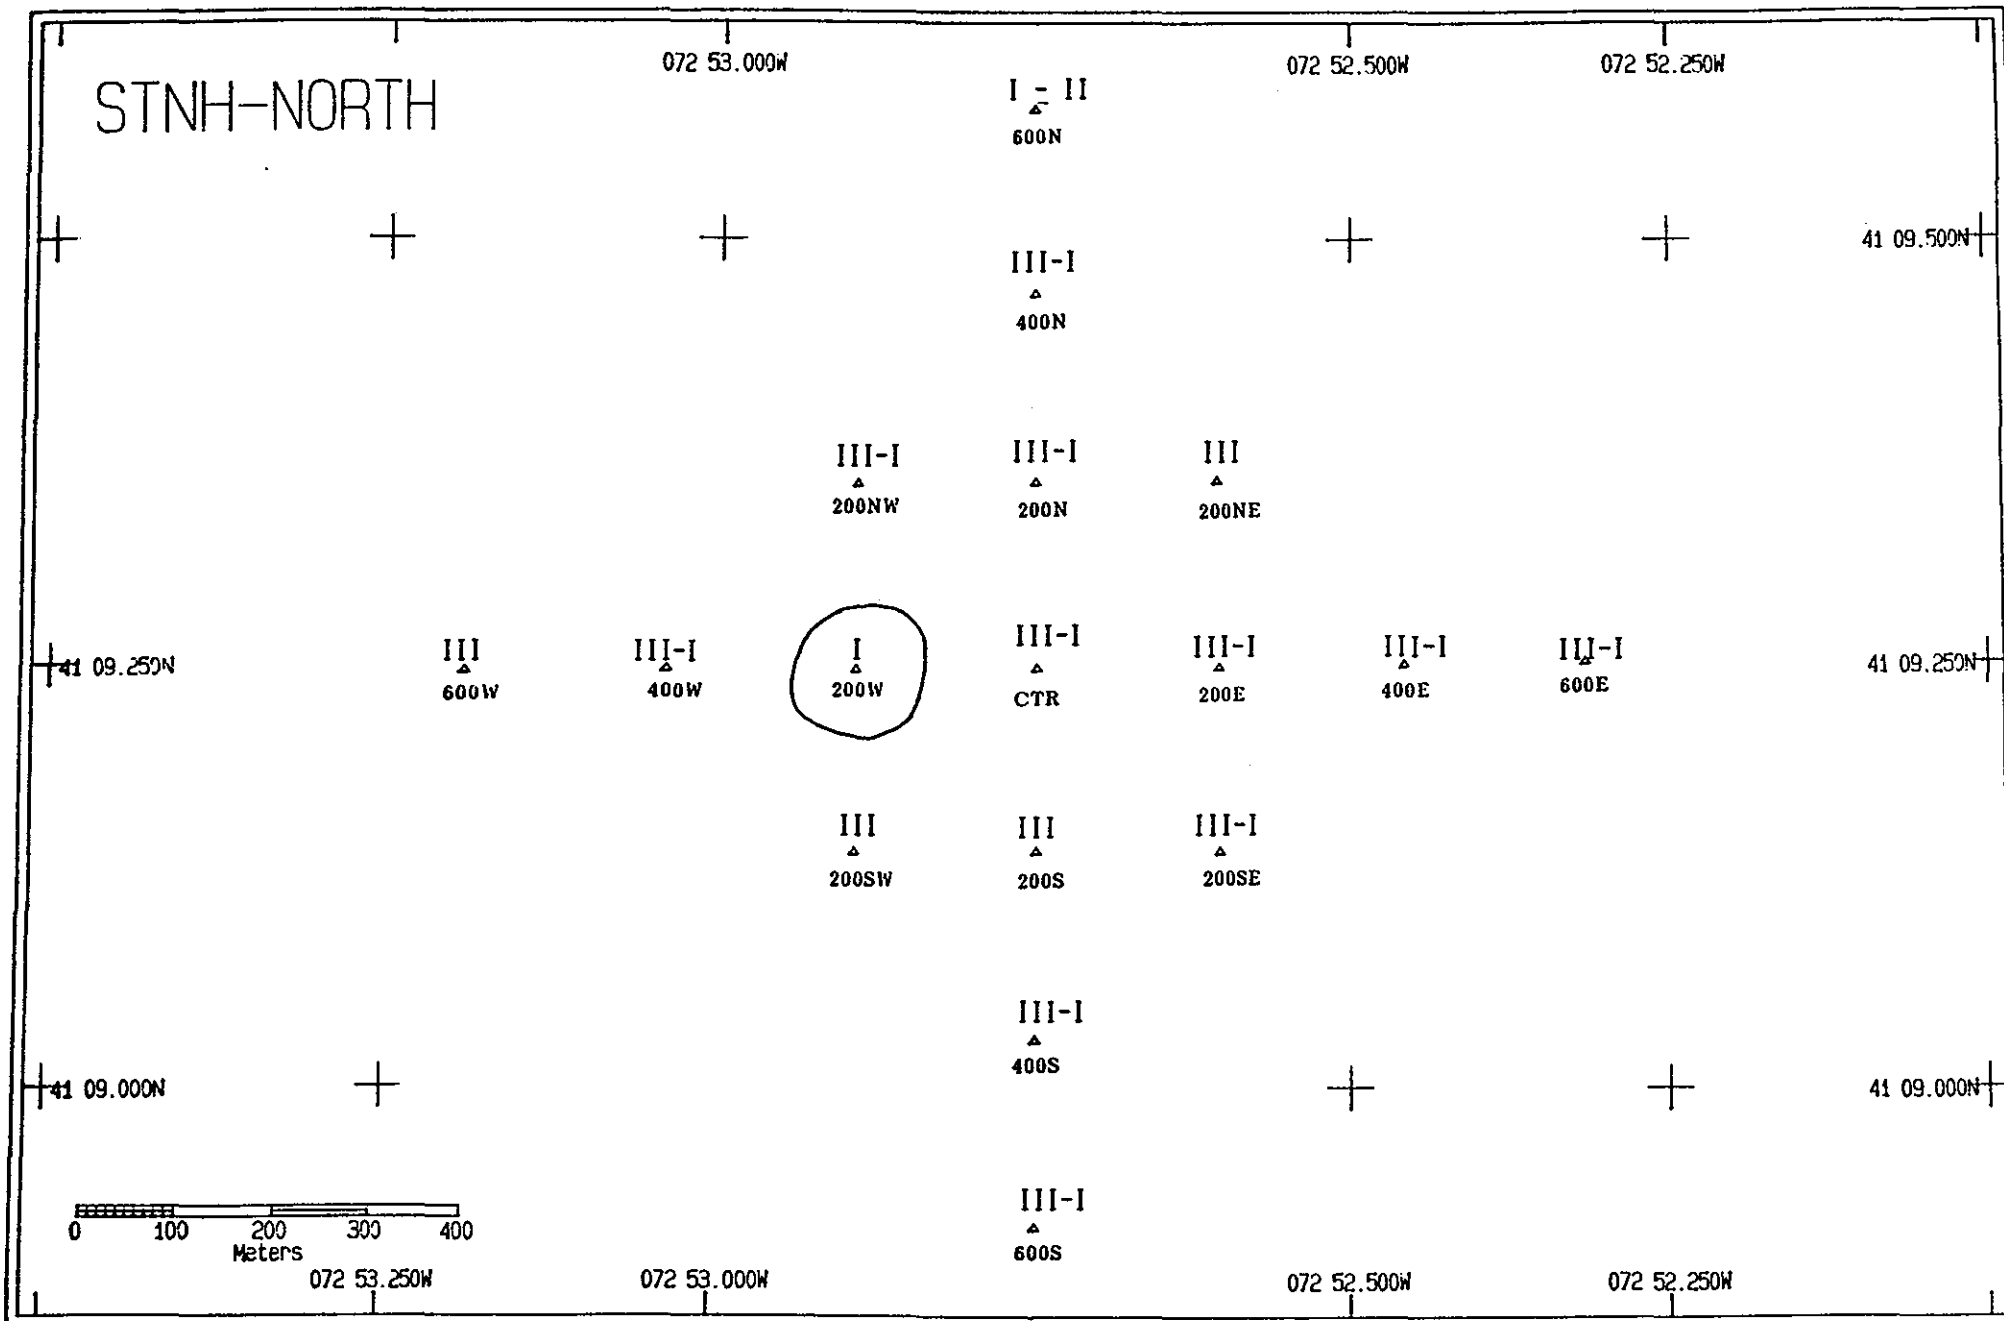 072 53.000W 072 52.500W 072 52.250W
STNH-NORTH
I - II
600N
41 09.500N
III-I
400N
III-I III-I III
200NW 200N 200NE
III III-I I III-I III-I III-I III-I
41 09.250N 41 09.250N
600W 400W 200W CTR 200E 400E 600E
III III III-I
200SW 200S 200SE
III-I
400S
41 09.000N 41 09.000N
III-I
600S
0 100 200 300 400
Meters
072 53.250W 072 53.000W 072 52.500W 072 52.250W